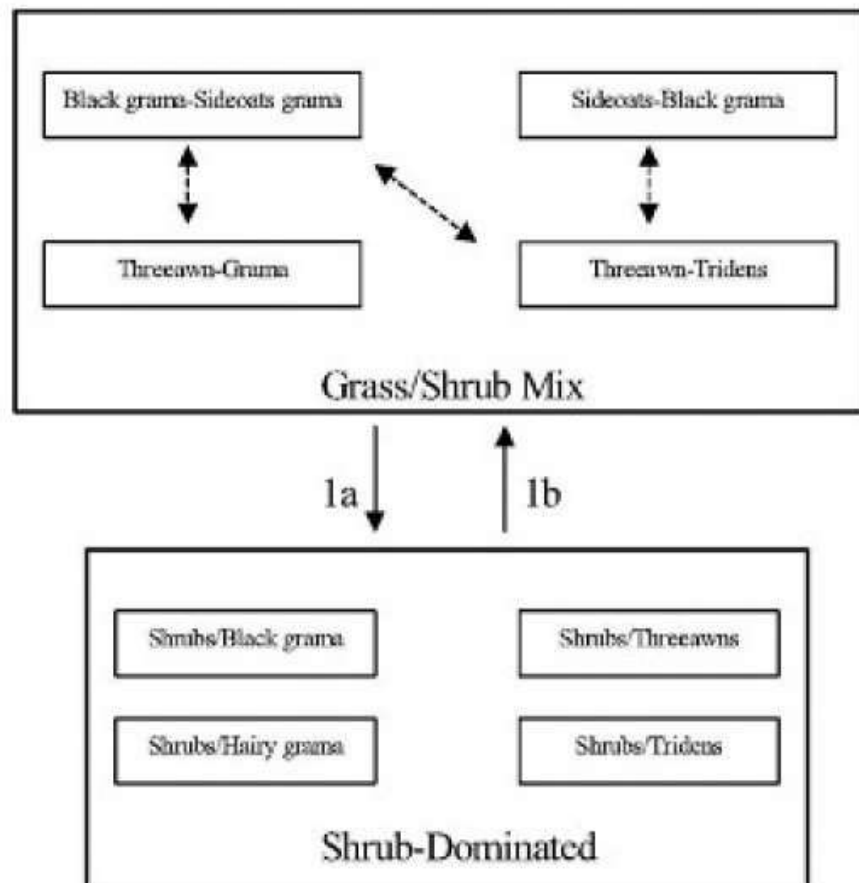 Black grama-Sideoats grama
Sideoats-Black grama
Threeawn-Grama
Threeawn-Tridens
Grass/Shrub Mix
1a
1b
Shrubs/Black grama
Shrubs/Threeawns
Shrubs/Hairy grama
Shrubs/Tridens
Shrub-Dominated